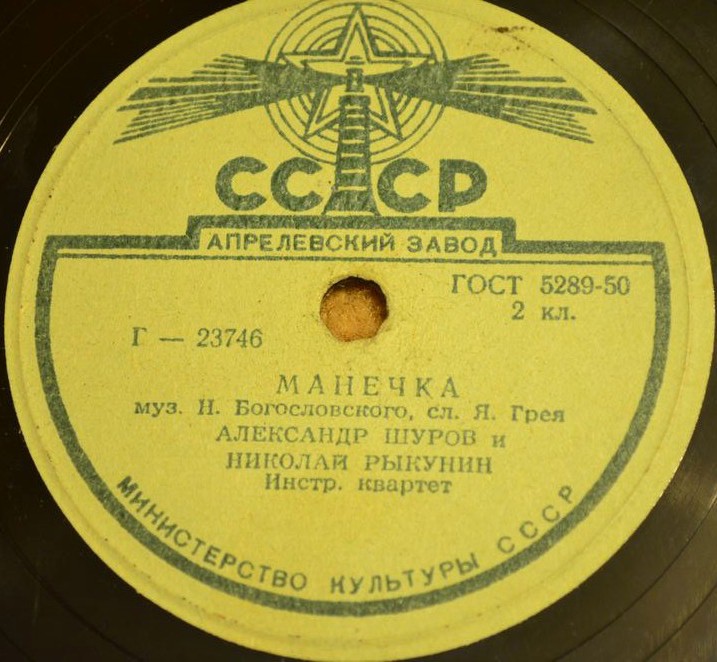 СССР
АПРЕЛЕВСКИЙ ЗАВОД
ГОСТ 5289-50
2 кл.
Г — 23746
МАНЕЧКА
муз. Н. Богословского, сл. Я. Грея
АЛЕКСАНДР ШУРОВ и
НИКОЛАЙ РЫКУНИН
Инстр. квартет
МИНИСТЕРСТВО КУЛЬТУРЫ СССР